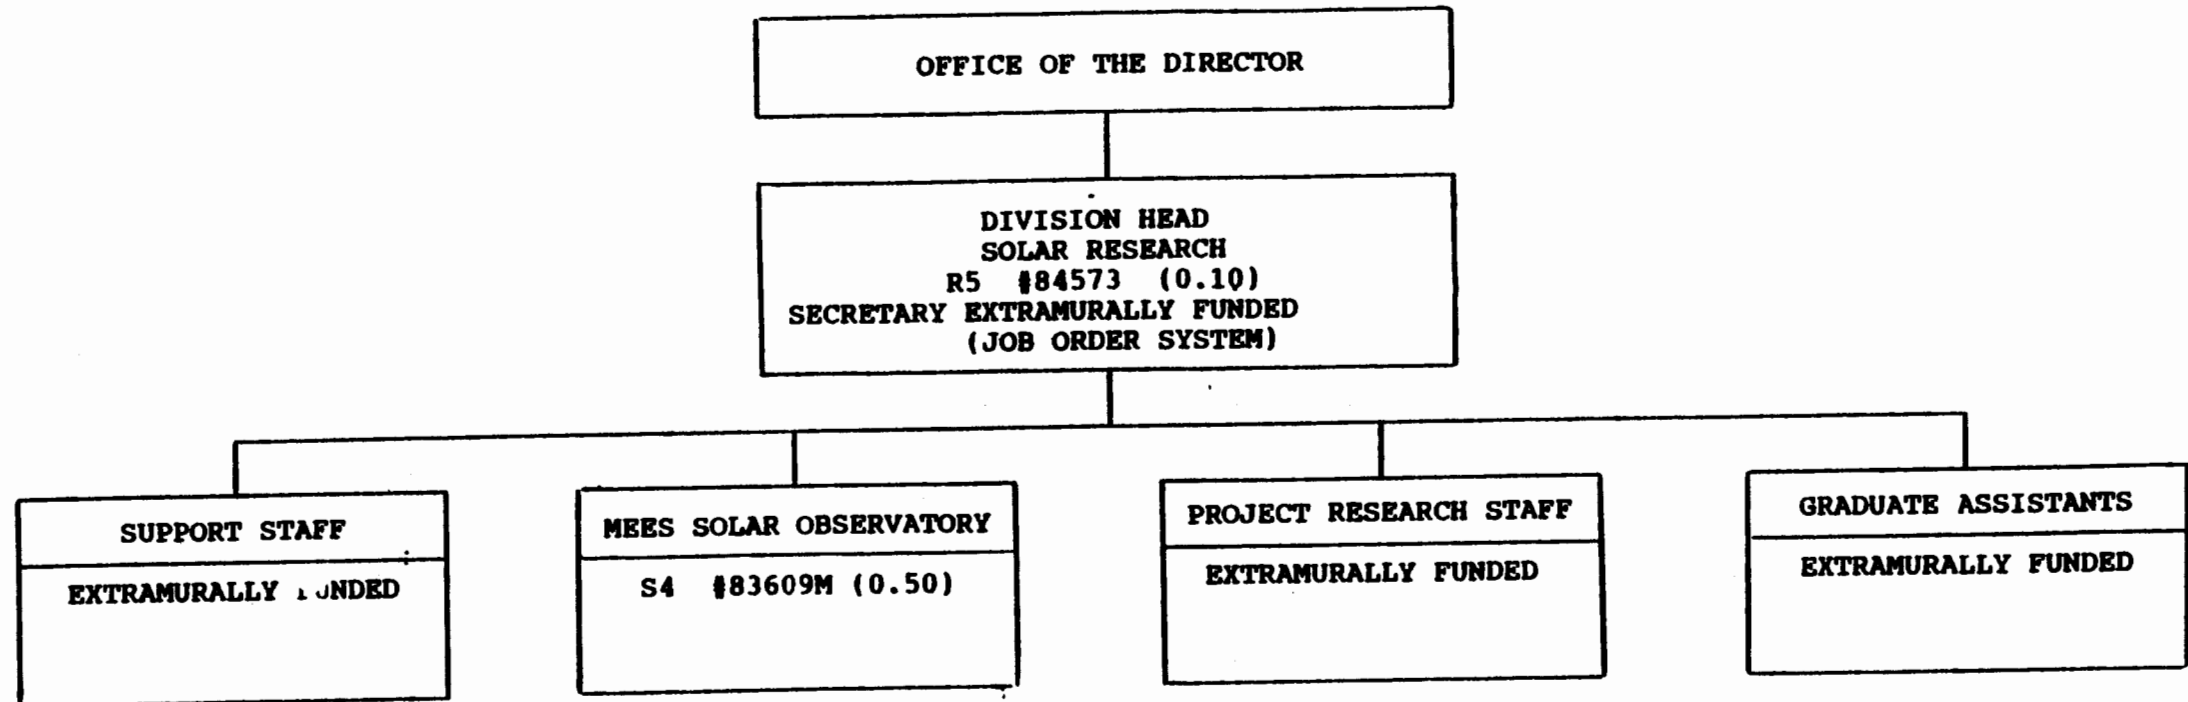 OFFICE OF THE DIRECTOR
DIVISION HEAD
SOLAR RESEARCH
R5 #84573 (0.10)
SECRETARY EXTRAMURALLY FUNDED
(JOB ORDER SYSTEM)
SUPPORT STAFF
EXTRAMURALLY FUNDED
MEES SOLAR OBSERVATORY
S4 #83609M (0.50)
PROJECT RESEARCH STAFF
EXTRAMURALLY FUNDED
GRADUATE ASSISTANTS
EXTRAMURALLY FUNDED